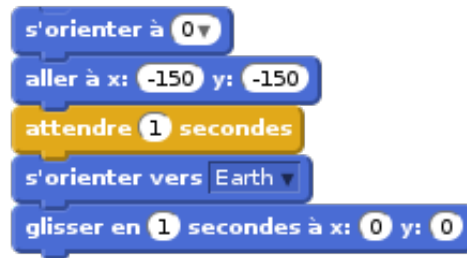 s'orienter à 0
aller à x: -150 y: -150
attendre 1 secondes
s'orienter vers Earth
glisser en 1 secondes à x: 0 y: 0